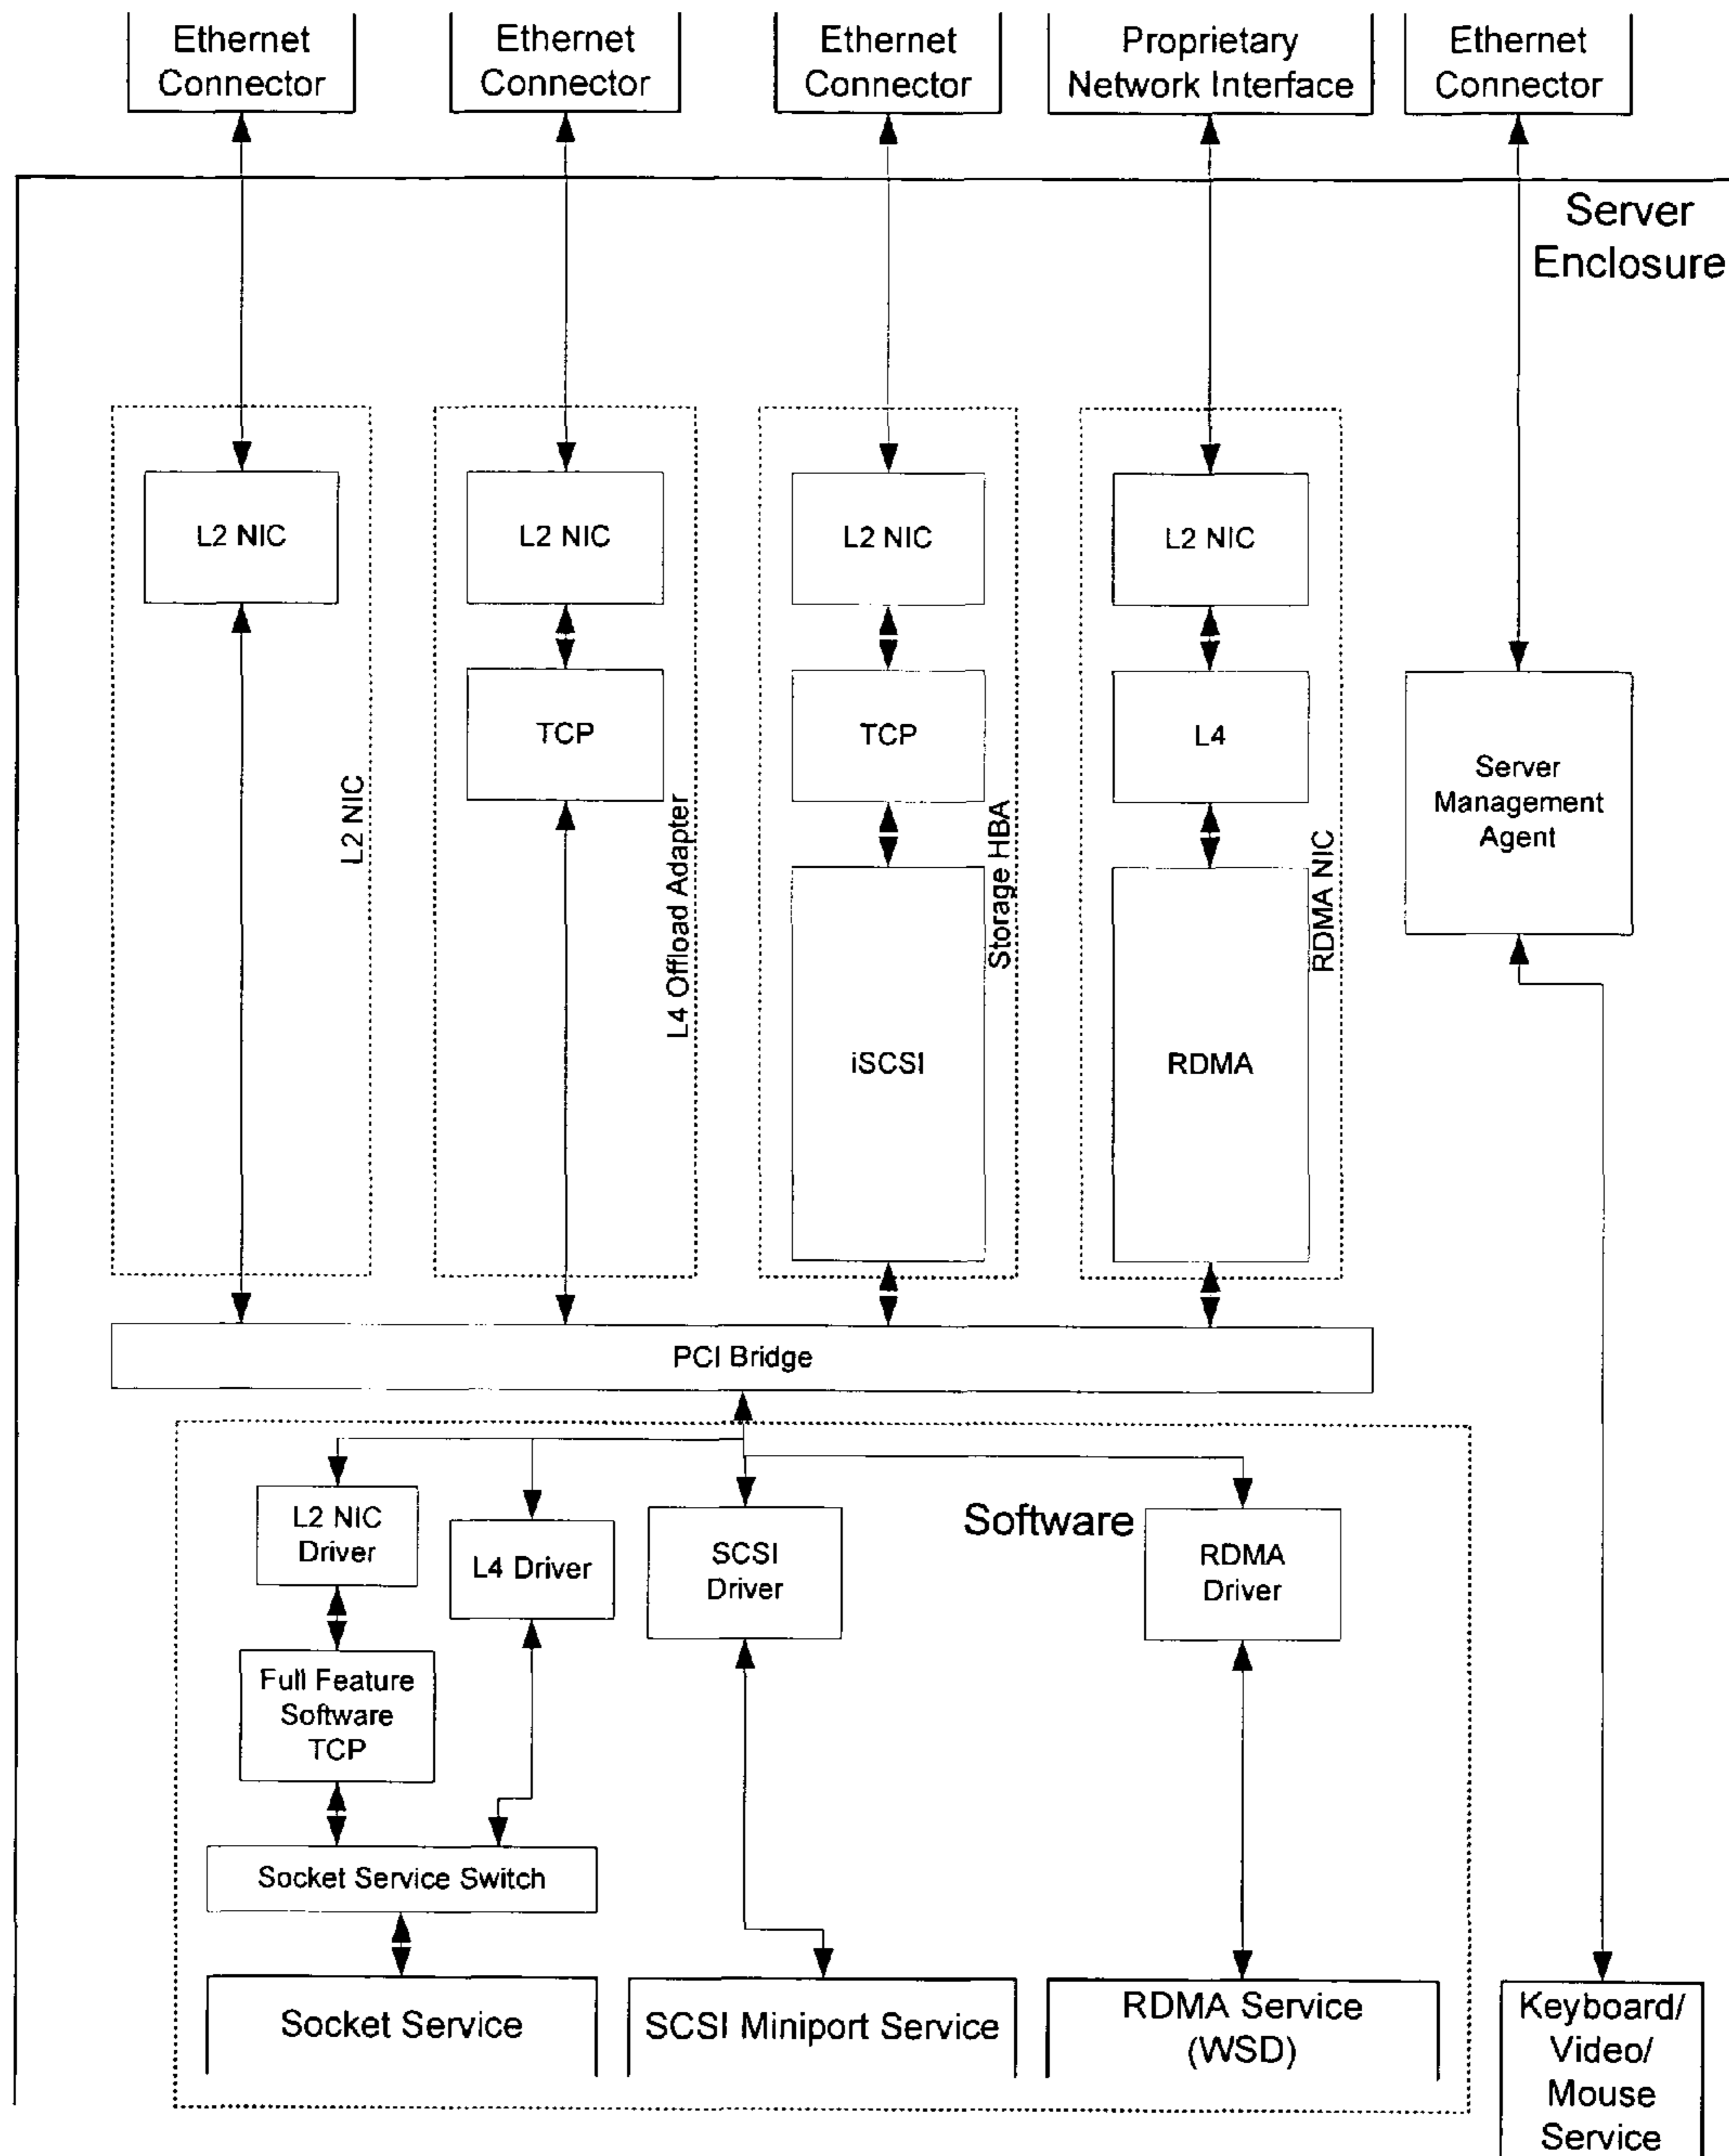 Ethernet
Connector
Ethernet
Connector
Ethernet
Connector
Proprietary
Network Interface
Ethernet
Connector
Server
Enclosure
L2 NIC
L2 NIC
L2 NIC
L2 NIC
TCP
TCP
L4
Server
Management
Agent
L2 NIC
L4 Offload Adapter
Storage HBA
RDMA NIC
iSCSI
RDMA
PCI Bridge
Software
L2 NIC
Driver
L4 Driver
SCSI
Driver
RDMA
Driver
Full Feature
Software
TCP
Socket Service Switch
Socket Service
SCSI Miniport Service
RDMA Service
(WSD)
Keyboard/
Video/
Mouse
Service